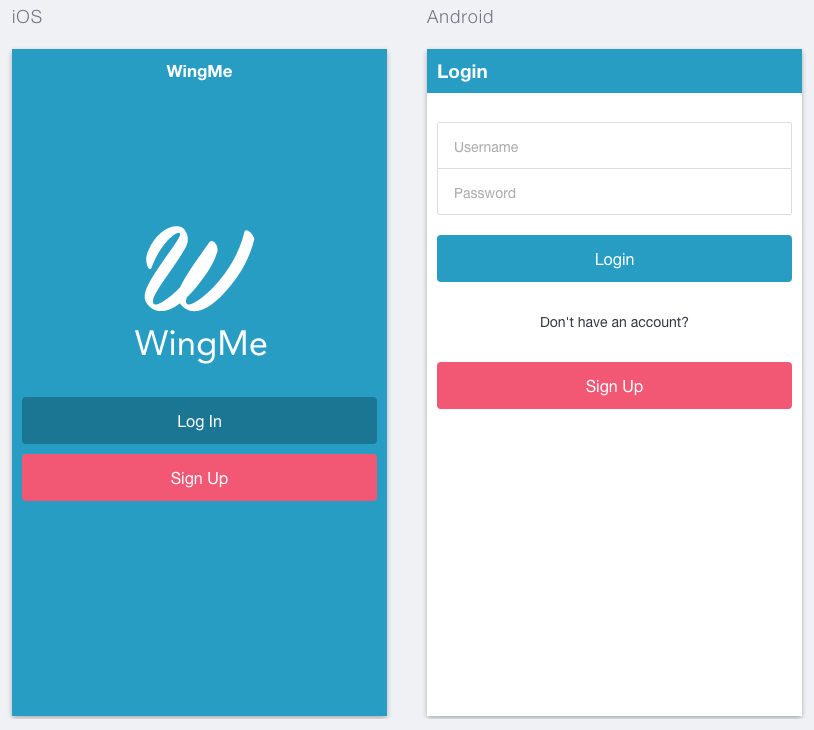 iOS
WingMe
WingMe
Log In
Sign Up
Android
Login
Username
Password
Login
Don't have an account?
Sign Up